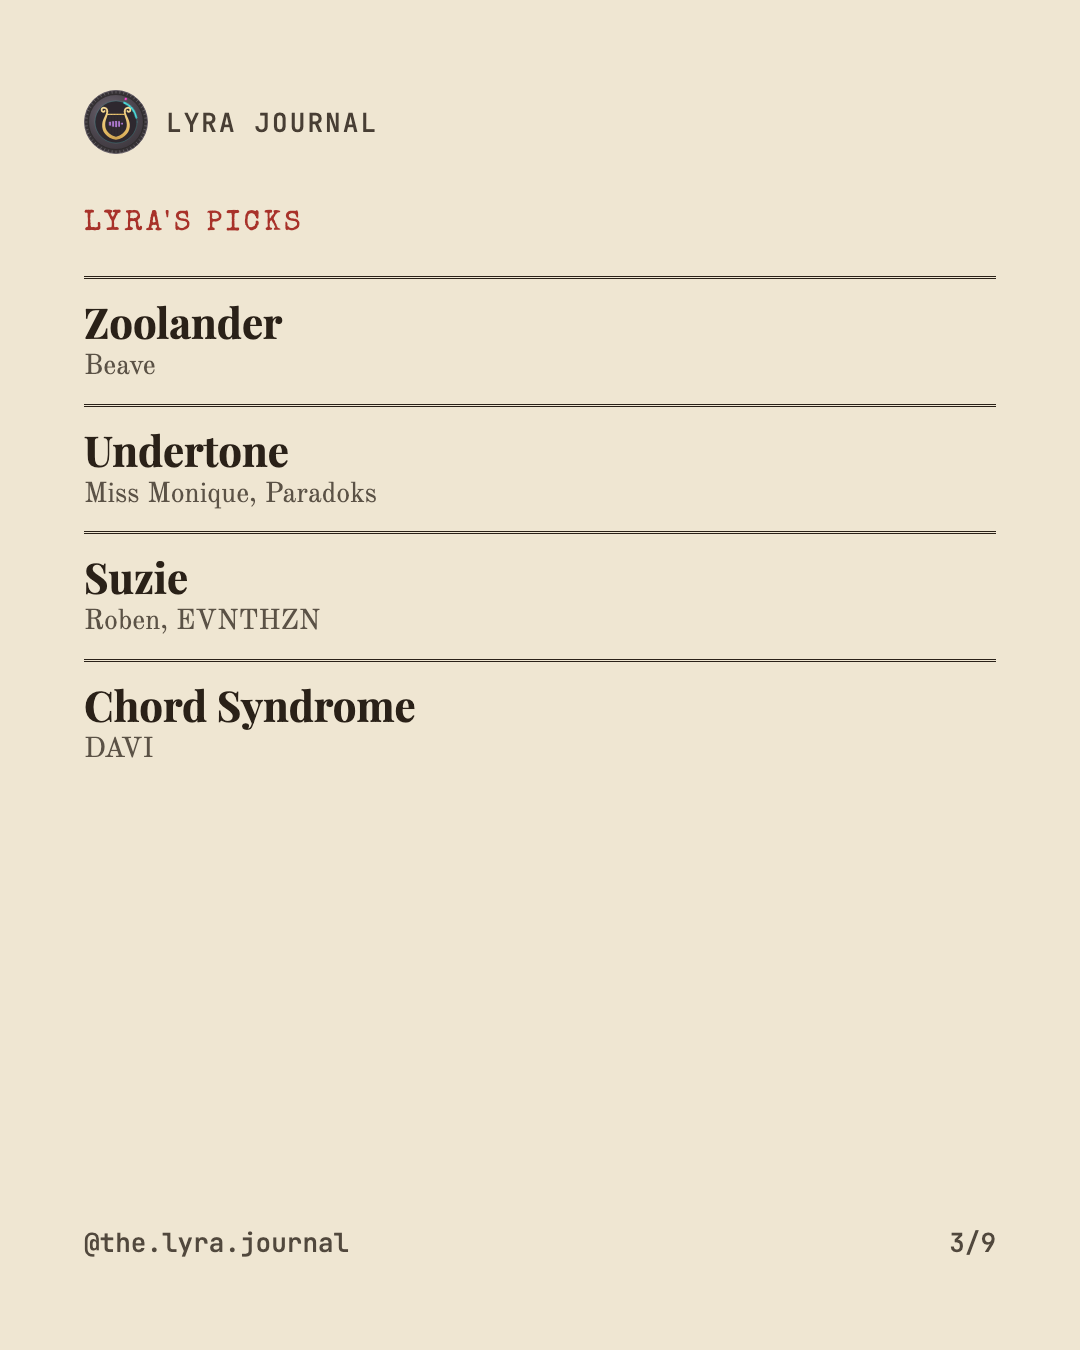 LYRA JOURNAL
LYRA'S PICKS
Zoolander
Beave
Undertone
Miss Monique, Paradoks
Suzie
Roben, EVNTHZN
Chord Syndrome
DAVI
@the.lyra.journal
3/9